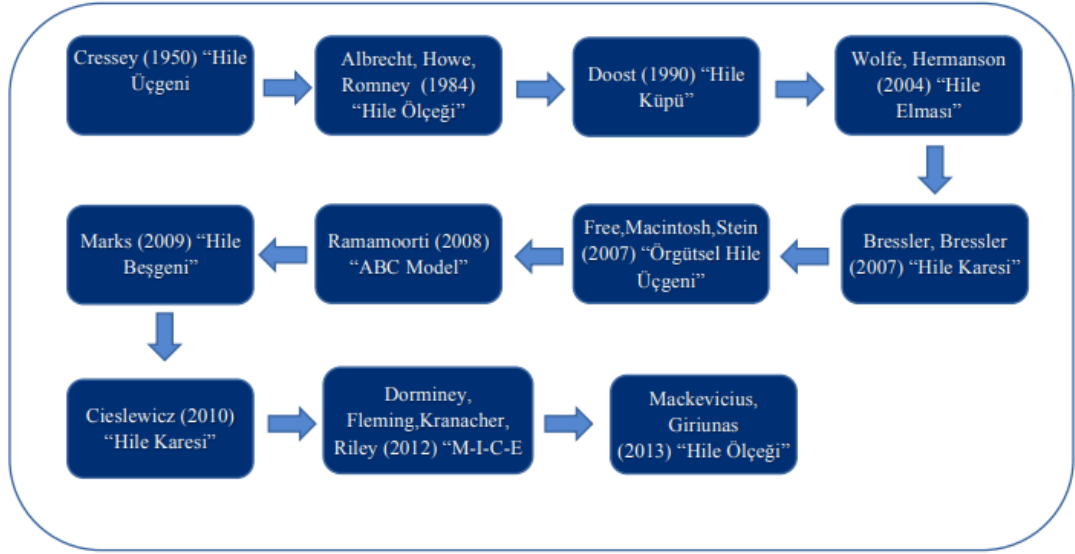 Cressey (1950) “Hile
Üçgeni
Albrecht, Howe,
Romney (1984)
“Hile Ölçeği”
Doost (1990) “Hile
Küpü”
Wolfe, Hermanson
(2004) “Hile
Elması”
Bressler, Bressler
(2007) “Hile Karesi”
Free,Macintosh,Stein
(2007) “Örgütsel Hile
Üçgeni”
Ramamoorti (2008)
“ABC Model”
Marks (2009) “Hile
Beşgeni”
Cieslewicz (2010)
“Hile Karesi”
Dorminey,
Fleming,Kranacher,
Riley (2012) “M-I-C-E
Mackevicius,
Giriunas
(2013) “Hile Ölçeği”